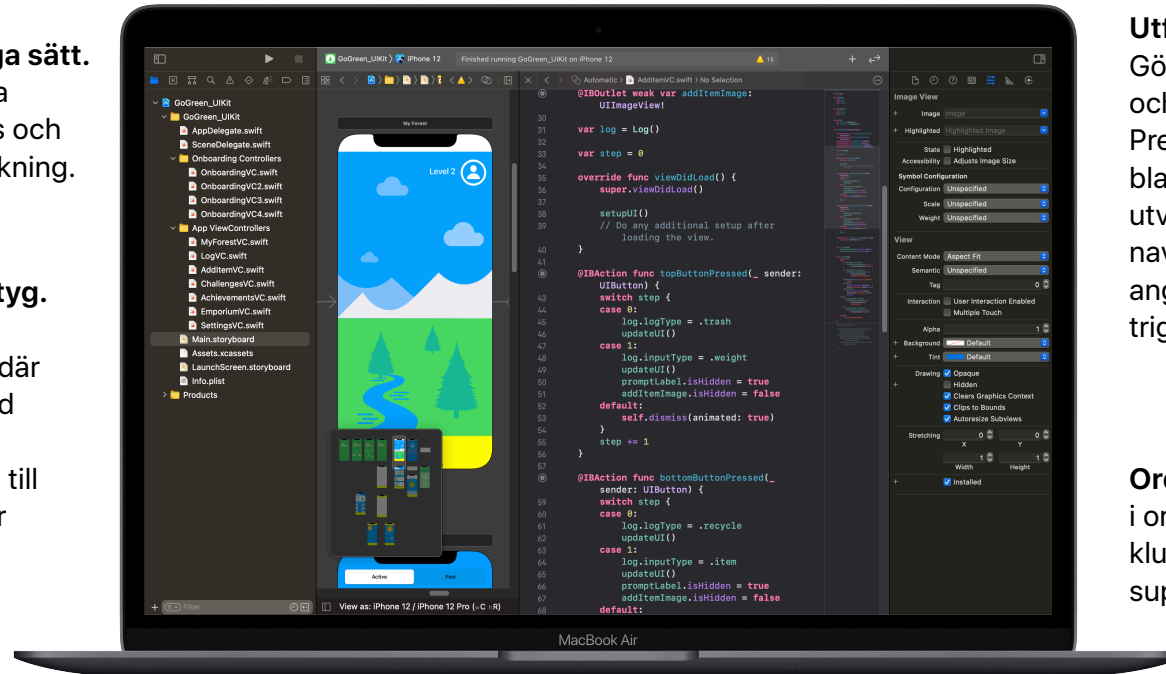 ga sätt.
a
s och
kning.
tyg.
där
d
till
r
GoGreen_UIKit
iPhone 12
Finished running GoGreen_UIKit on iPhone 12
16
GoGreen_UIKit
GoGreen_UIKit
AppDelegate.swift
SceneDelegate.swift
Onboarding Controllers
OnboardingVC.swift
OnboardingVC2.swift
OnboardingVC3.swift
OnboardingVC4.swift
App ViewControllers
MyForestVC.swift
LogVC.swift
AddItemVC.swift
ChallengesVC.swift
AchievementsVC.swift
EmporiumVC.swift
SettingsVC.swift
Main.storyboard
Assets.xcassets
LaunchScreen.storyboard
Info.plist
Products
Filter
My Forest
Level 2
Active
Past
View as: iPhone 12 / iPhone 12 Pro (wC hR)
Automatic > AddItemVC.swift > No Selection
@IBOutlet weak var addItemImage:
UIImageView!
30
31 var log = Log()
32
33 var step = 0
34
35 override func viewDidLoad() {
36 super.viewDidLoad()
37
38 setupUI()
39 // Do any additional setup after
loading the view.
40 }
41
@IBAction func topButtonPressed(_ sender:
UIButton) {
43 switch step {
44 case 0:
45 log.logType = .trash
46 updateUI()
47 case 1:
48 log.inputType = .weight
49 updateUI()
50 promptLabel.isHidden = true
51 addItemImage.isHidden = false
52 default:
53 self.dismiss(animated: true)
54 }
55 step += 1
56 }
57
@IBAction func bottomButtonPressed(_
sender: UIButton) {
59 switch step {
60 case 0:
61 log.logType = .recycle
62 updateUI()
63 case 1:
64 log.inputType = .item
65 updateUI()
66 promptLabel.isHidden = true
67 addItemImage.isHidden = false
68 default:
Image View
Image Image
Highlighted Highlighted Image
State Highlighted
Accessibility Adjusts Image Size
Symbol Configuration
Configuration Unspecified
Scale Unspecified
Weight Unspecified
View
Content Mode Aspect Fit
Semantic Unspecified
Tag 0
Interaction User Interaction Enabled
Multiple Touch
Alpha 1
Background Default
Tint Default
Drawing Opaque
Hidden
Clears Graphics Context
Clips to Bounds
Autoresize Subviews
Stretching 0 0
X Y
1 1
Width Height
Installed
MacBook Air
Utf
Gö
och
Pre
bla
utv
nav
ang
trig
Ord
i or
klu
sup